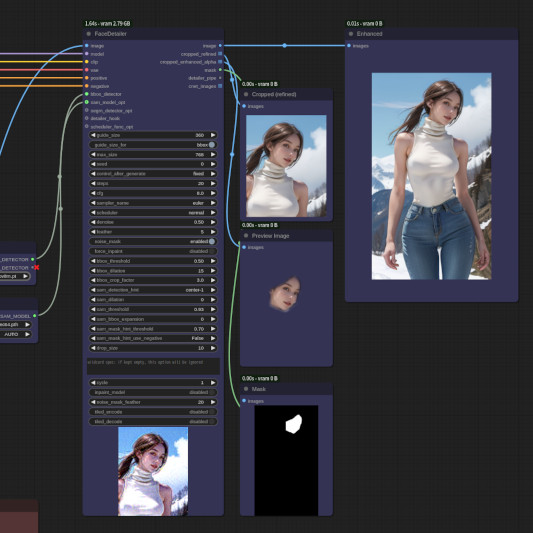 1.64s - vram 2.79 GB
FaceDetailer
image
model
clip
vae
positive
negative
bbox_detector
sam_model_opt
segm_detector_opt
detailer_hook
scheduler_func_opt
image
cropped_refined
cropped_enhanced_alpha
mask
detailer_pipe
cnet_images
guide_size 360
guide_size_for bbox
max_size 768
seed 0
control_after_generate fixed
steps 20
cfg 8.0
sampler_name euler
scheduler normal
denoise 0.50
feather 5
noise_mask enabled
force_inpaint disabled
bbox_threshold 0.50
bbox_dilation 15
bbox_crop_factor 3.0
sam_detection_hint center-1
sam_dilation 0
sam_threshold 0.93
sam_bbox_expansion 0
sam_mask_hint_threshold 0.70
sam_mask_hint_use_negative False
drop_size 10
wildcard spec: if kept empty, this option will be ignored
cycle 1
inpaint_model disabled
noise_mask_feather 20
tiled_encode disabled
tiled_decode disabled
_DETECTOR
_DETECTOR
SAM_MODEL
AUTO
0.00s - vram 0 B
Cropped (refined)
images
0.00s - vram 0 B
Preview Image
images
0.00s - vram 0 B
Mask
images
0.01s - vram 0 B
Enhanced
images